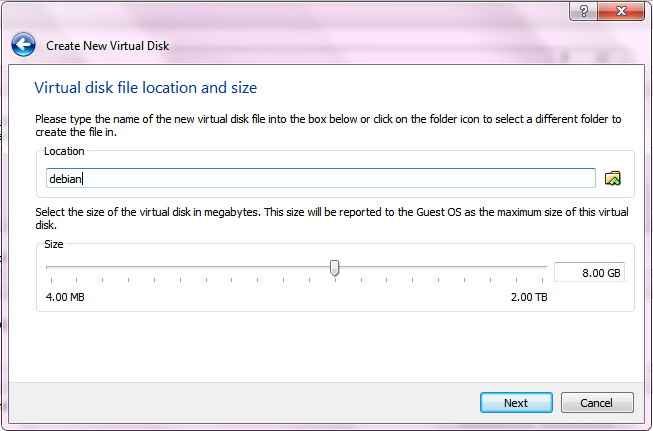 Create New Virtual Disk
Virtual disk file location and size
Please type the name of the new virtual disk file into the box below or click on the folder icon to select a different folder to
create the file in.
Location
debian
Select the size of the virtual disk in megabytes. This size will be reported to the Guest OS as the maximum size of this virtual
disk.
Size
8.00 GB
4.00 MB 2.00 TB
Next Cancel